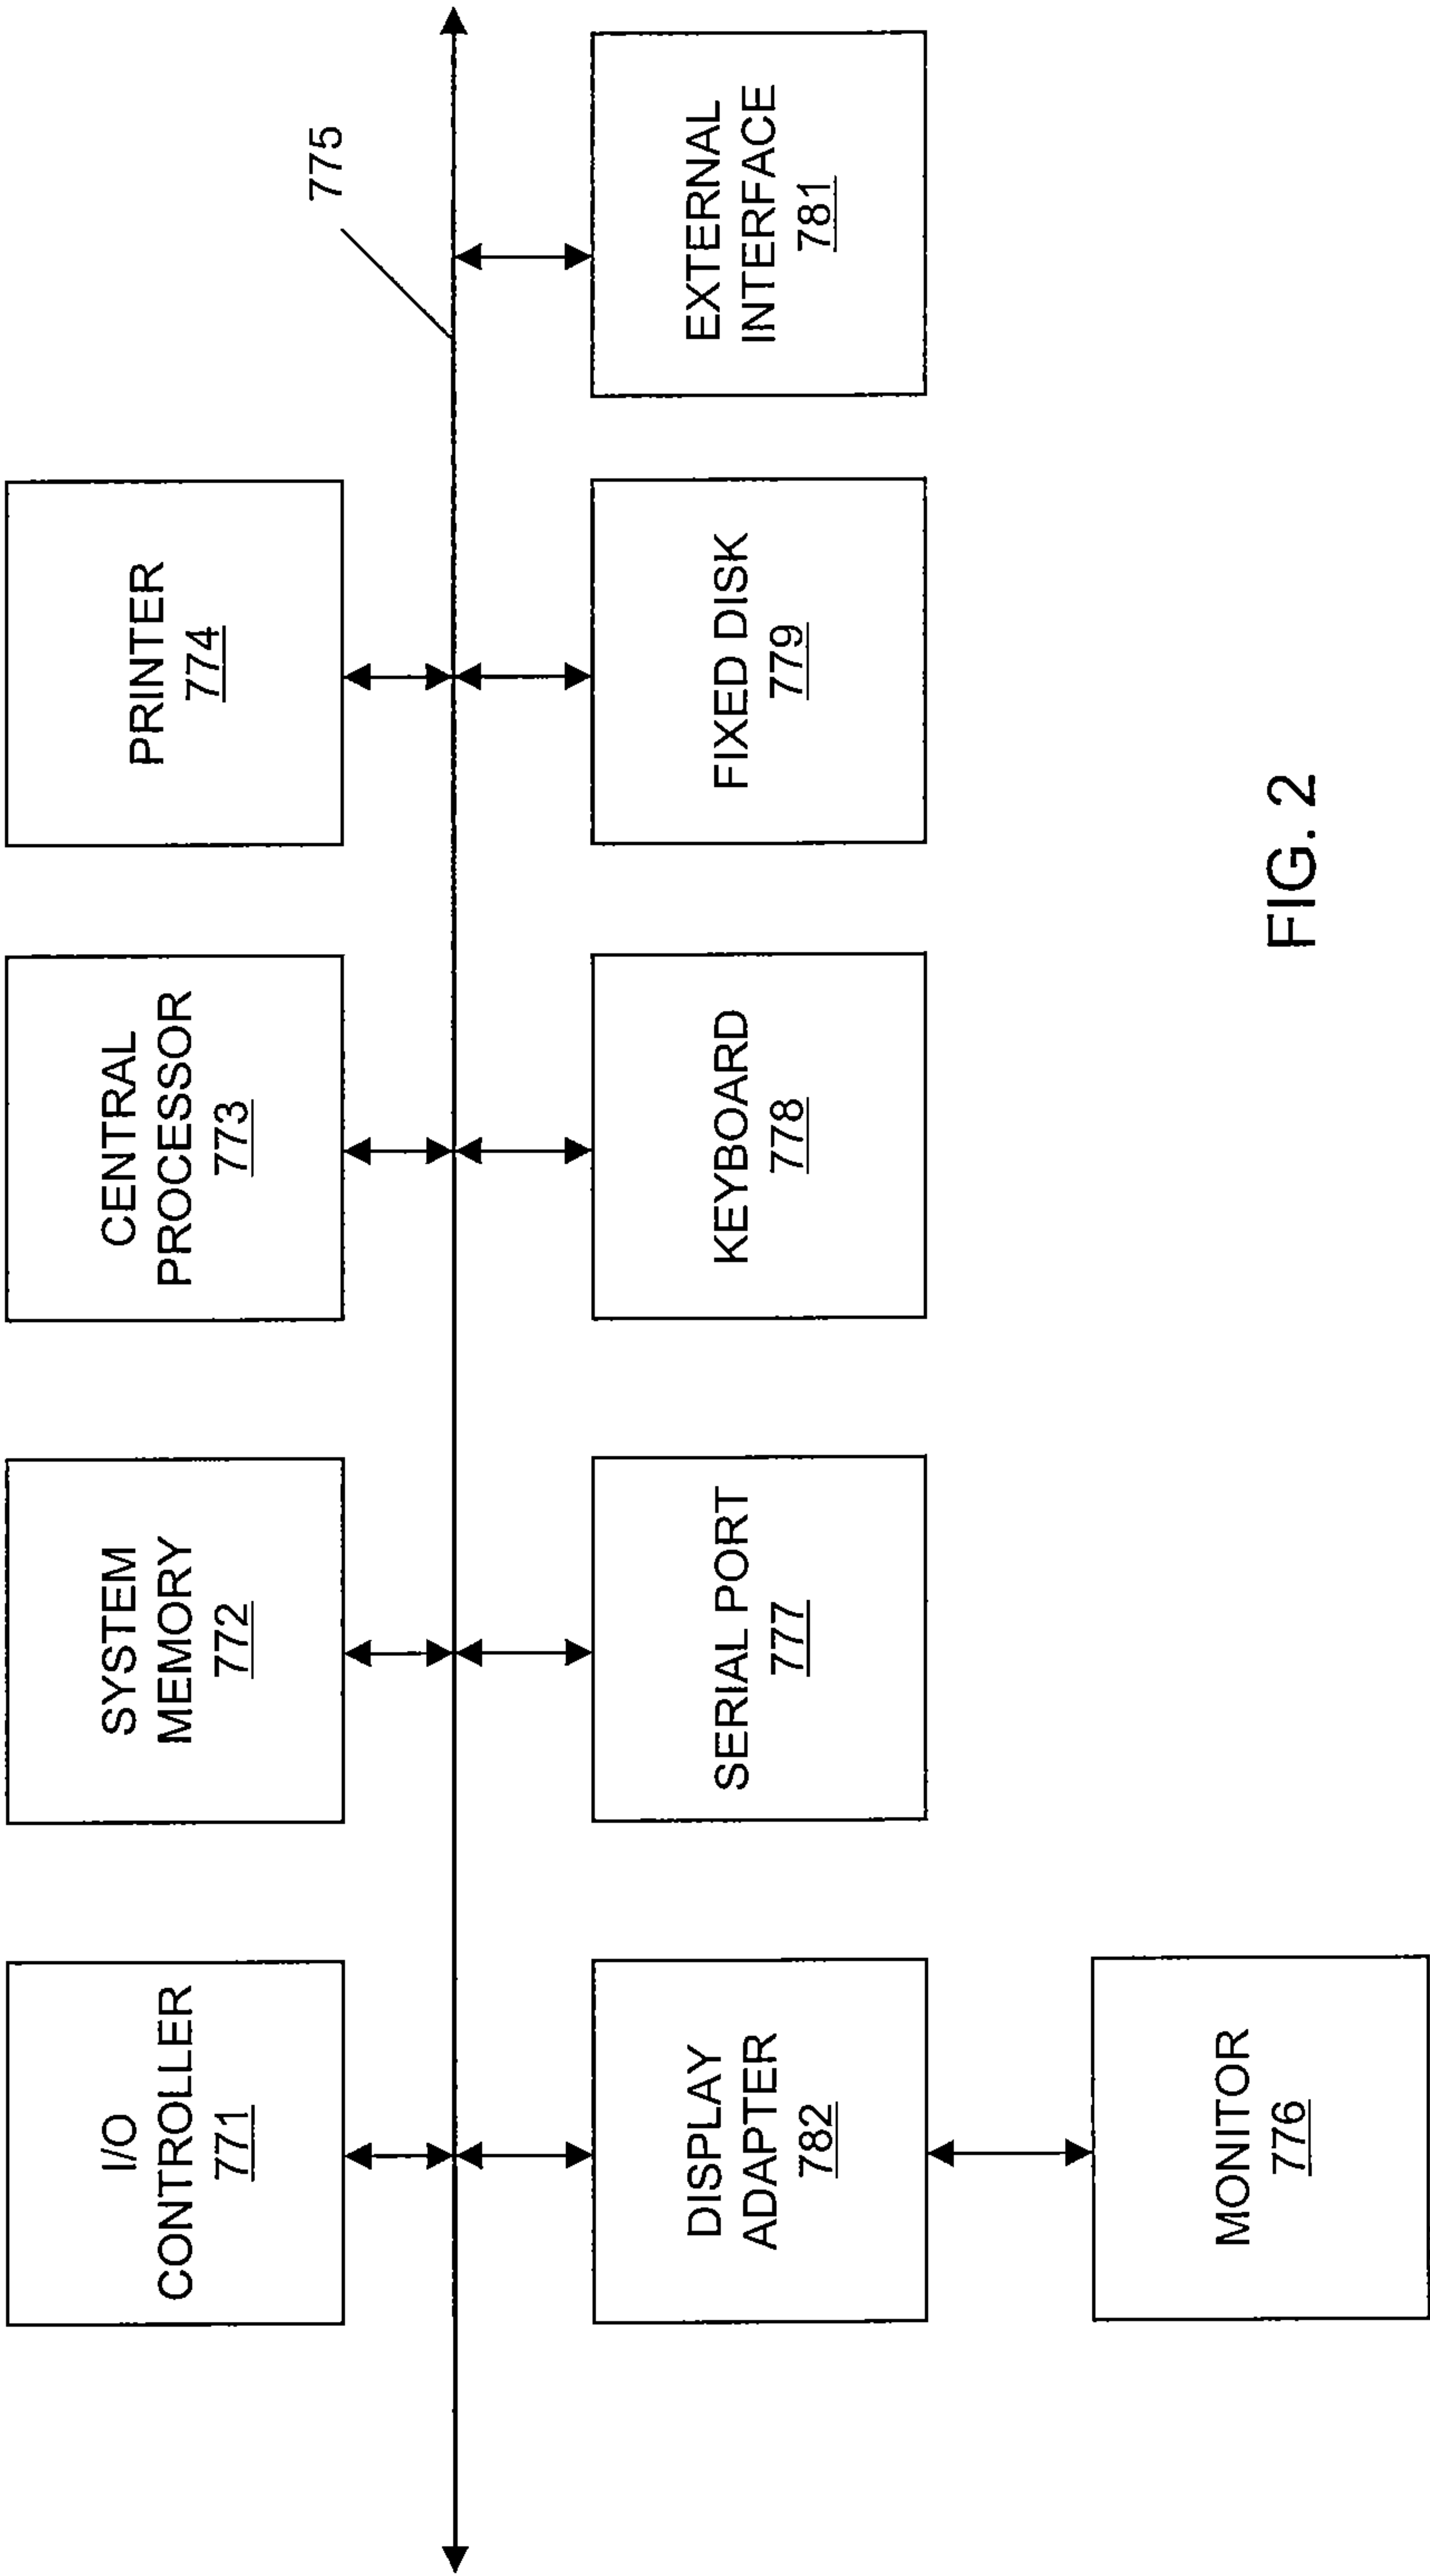 I/O
CONTROLLER
771
SYSTEM
MEMORY
772
CENTRAL
PROCESSOR
773
PRINTER
774
775
DISPLAY
ADAPTER
782
SERIAL PORT
777
KEYBOARD
778
FIXED DISK
779
EXTERNAL
INTERFACE
781
MONITOR
776
FIG. 2